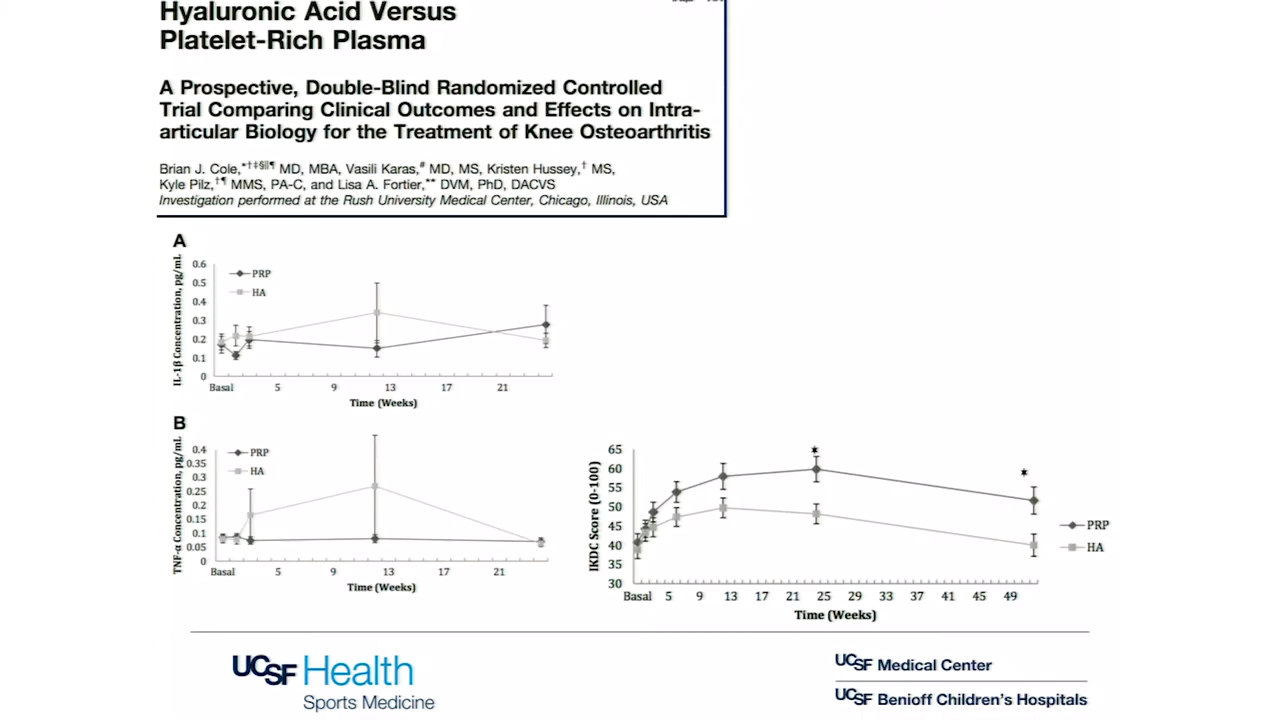 Hyaluronic Acid Versus
Platelet-Rich Plasma
A Prospective, Double-Blind Randomized Controlled
Trial Comparing Clinical Outcomes and Effects on Intra-
articular Biology for the Treatment of Knee Osteoarthritis
Brian J. Cole,*†‡§||¶ MD, MBA, Vasili Karas,# MD, MS, Kristen Hussey,† MS,
Kyle Pilz,†¶ MMS, PA-C, and Lisa A. Fortier,** DVM, PhD, DACVS
Investigation performed at the Rush University Medical Center, Chicago, Illinois, USA
A
IL-1β Concentration, pg/mL
0.6
0.5
0.4
0.3
0.2
0.1
0
PRP
HA
Basal 5 9 13 17 21
Time (Weeks)
B
TNF-α Concentration, pg/mL
0.4
0.35
0.3
0.25
0.2
0.15
0.1
0.05
0
PRP
HA
Basal 5 9 13 17 21
Time (Weeks)
IKDC Score (0-100)
65
60
55
50
45
40
35
30
PRP
HA
Basal 5 9 13 17 21 25 29 33 37 41 45 49
Time (Weeks)
UCSF Health
Sports Medicine
UCSF Medical Center
UCSF Benioff Children's Hospitals